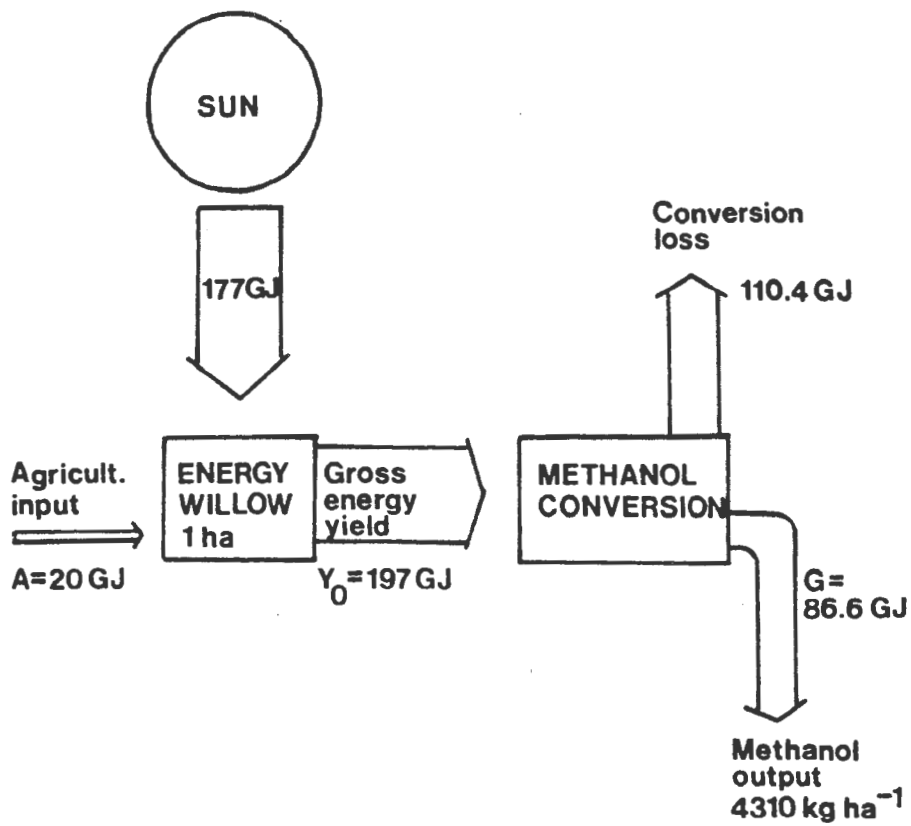 SUN
177GJ
Conversion
loss
110.4 GJ
Agricult.
input
A=20 GJ
ENERGY
WILLOW
1 ha
Gross
energy
yield
Y₀=197 GJ
METHANOL
CONVERSION
G=
86.6 GJ
Methanol
output
4310 kg ha⁻¹